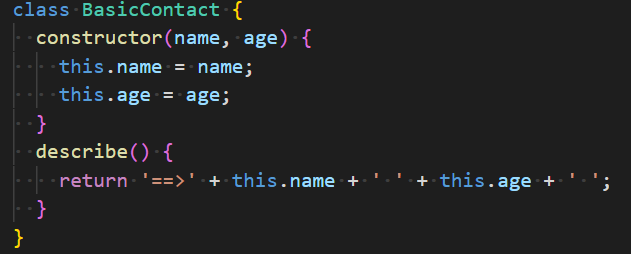 class BasicContact {
  constructor(name, age) {
    this.name = name;
    this.age = age;
  }
  describe() {
    return '==>' + this.name + ' ' + this.age + ' ';
  }
}